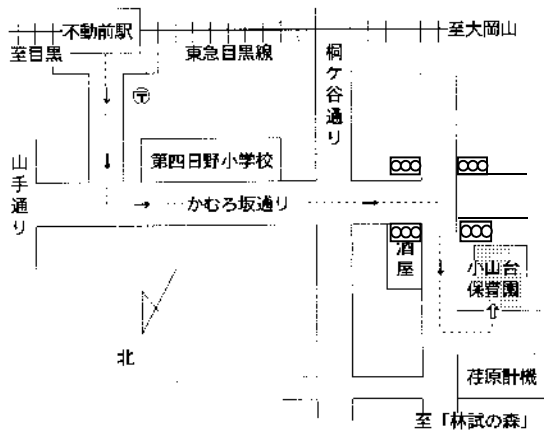 不動前駅
至大岡山
至目黒
東急目黒線
桐ケ谷通り
〒
山手通り
第四日野小学校
かむろ坂通り
酒屋
小山台
保育園
北
荏原計機
至「林試の森」